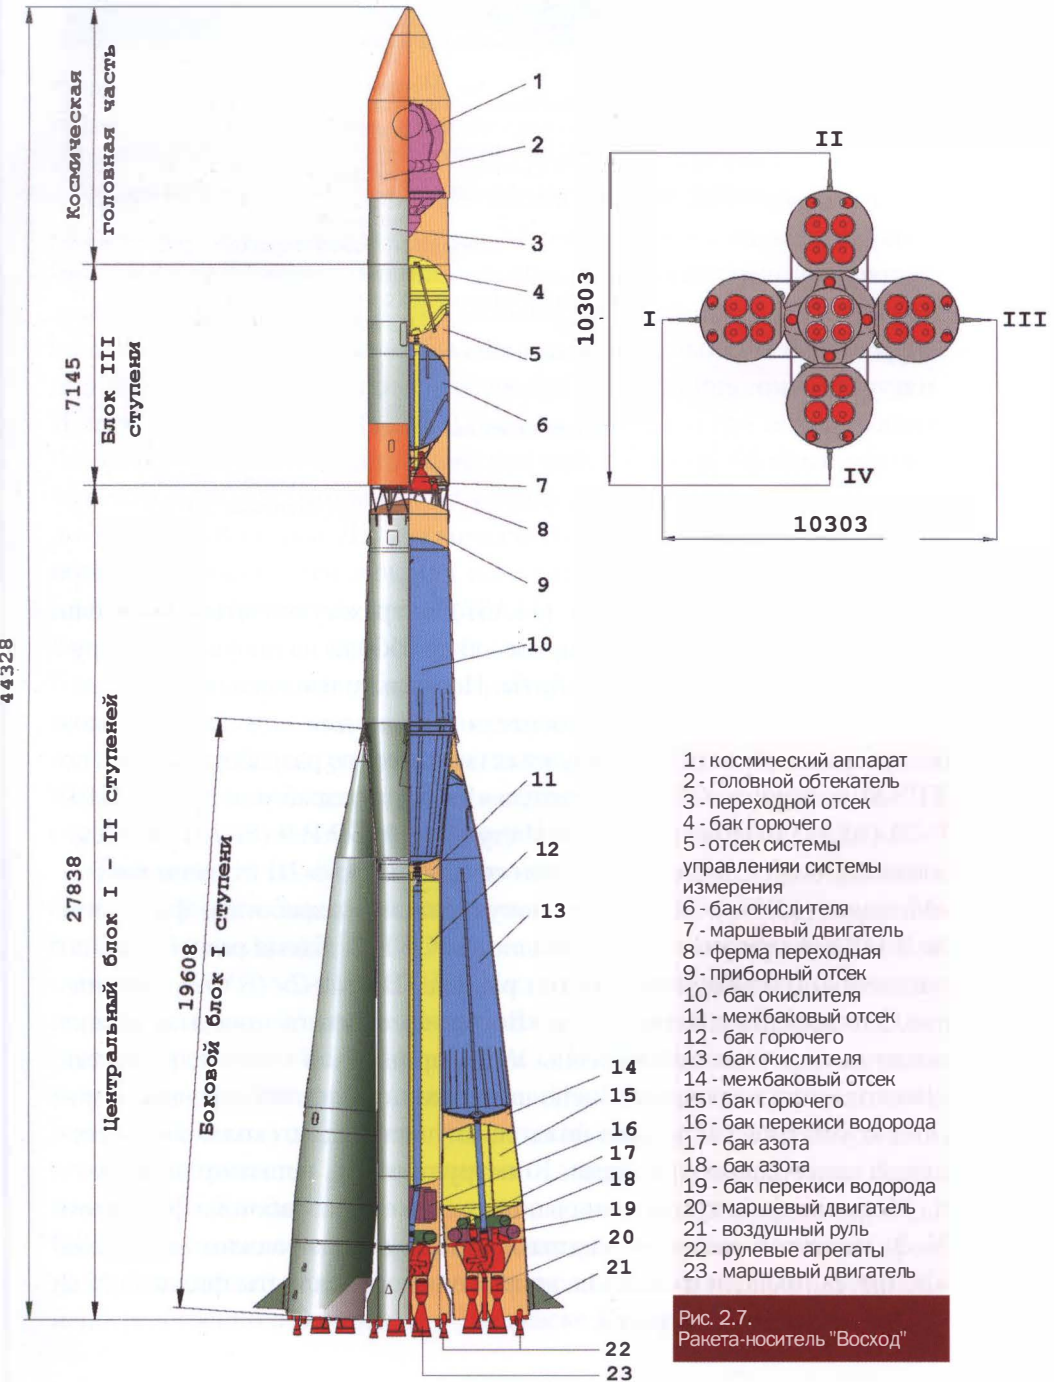 44328
Космическая
головная часть
7145
Блок III
ступени
27838
Центральный блок I - II ступеней
19608
Боковой блок I ступени
1
2
3
4
5
6
7
8
9
10
11
12
13
14
15
16
17
18
19
20
21
22
23
II
I
III
IV
10303
10303
1 - космический аппарат
2 - головной обтекатель
3 - переходной отсек
4 - бак горючего
5 - отсек системы
управленияи системы
измерения
6 - бак окислителя
7 - маршевый двигатель
8 - ферма переходная
9 - приборный отсек
10 - бак окислителя
11 - межбаковый отсек
12 - бак горючего
13 - бак окислителя
14 - межбаковый отсек
15 - бак горючего
16 - бак перекиси водорода
17 - бак азота
18 - бак азота
19 - бак перекиси водорода
20 - маршевый двигатель
21 - воздушный руль
22 - рулевые агрегаты
23 - маршевый двигатель
Рис. 2.7.
Ракета-носитель "Восход"